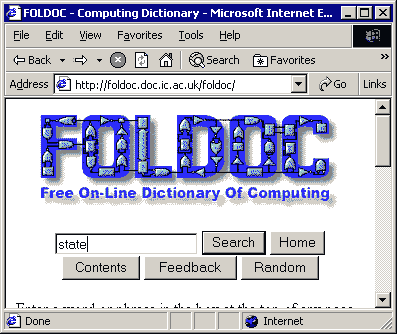 FOLDOC - Computing Dictionary - Microsoft Internet E...
File Edit View Favorites Tools Help
Back Search Favorites »
Address http://foldoc.doc.ic.ac.uk/foldoc/ Go Links
FOLDOC
Free On-Line Dictionary Of Computing
state Search Home
Contents Feedback Random
Done Internet